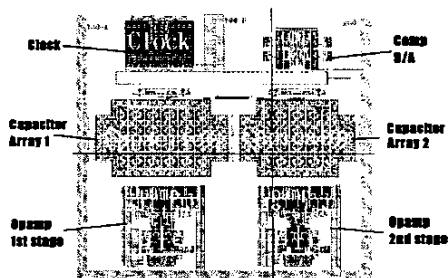 Clock
Clock
Comp
S/A
Capacitor
Array 1
Capacitor
Array 2
Opamp
1st stage
Opamp
2nd stage